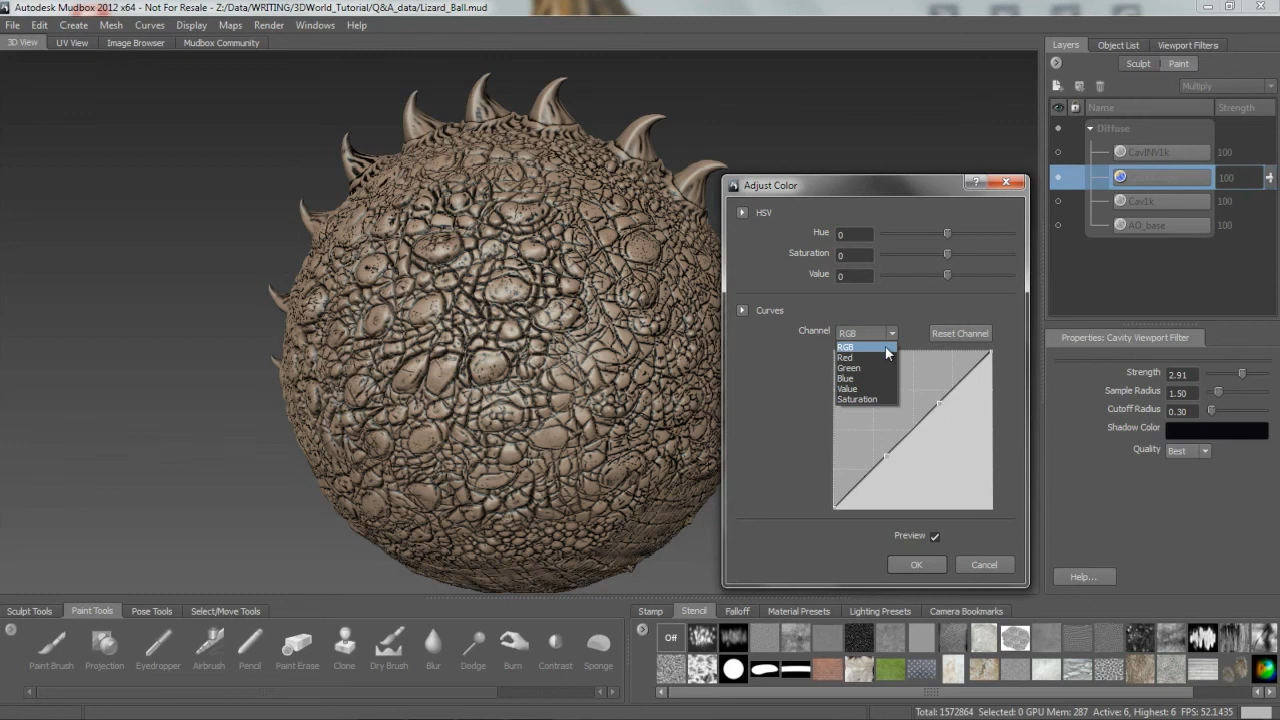 Autodesk Mudbox 2012 x64 - Not For Resale - Z:/Data/WRITING/3DWorld_Tutorial/Q&A_data/Lizard_Ball.mud
File Edit Create Mesh Curves Display Maps Render Windows Help
3D View UV View Image Browser Mudbox Community
Layers Object List Viewport Filters
Sculpt Paint
Multiply
Name Strength
Diffuse
CavINV1k 100
100
Cav1k 100
AO_base 100
Adjust Color
HSV
Hue 0
Saturation 0
Value 0
Curves
Channel RGB Reset Channel
RGB
Red
Green
Blue
Value
Saturation
Preview
OK Cancel
Properties: Cavity Viewport Filter
Strength 2.91
Sample Radius 1.50
Cutoff Radius 0.30
Shadow Color
Quality Best
Help...
Sculpt Tools Paint Tools Pose Tools Select/Move Tools
Paint Brush Projection Eyedropper Airbrush Pencil Paint Erase Clone Dry Brush Blur Dodge Burn Contrast Sponge
Stamp Stencil Falloff Material Presets Lighting Presets Camera Bookmarks
Off
Total: 1572864 Selected: 0 GPU Mem: 287 Active: 6, Highest: 6 FPS: 52.1435